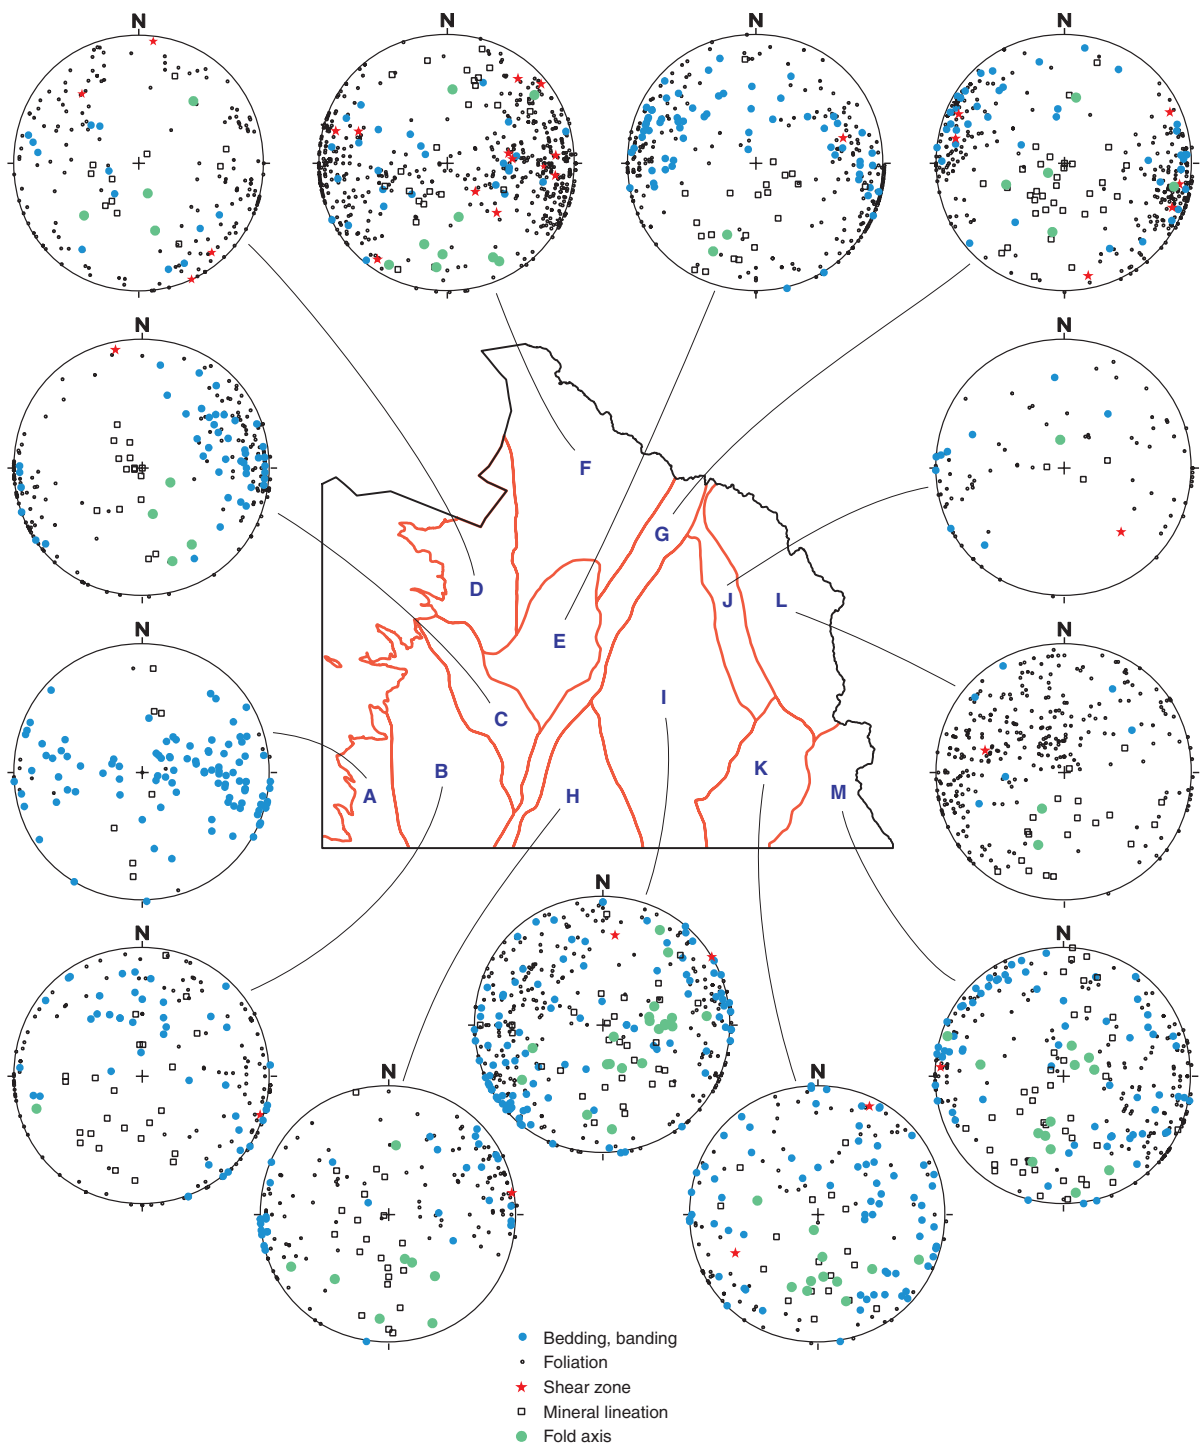 N
N
N
N
N
N
F
G
D
J
L
E
N
N
I
C
K
B
A
H
M
N
N
N
N
N
Bedding, banding
Foliation
Shear zone
Mineral lineation
Fold axis